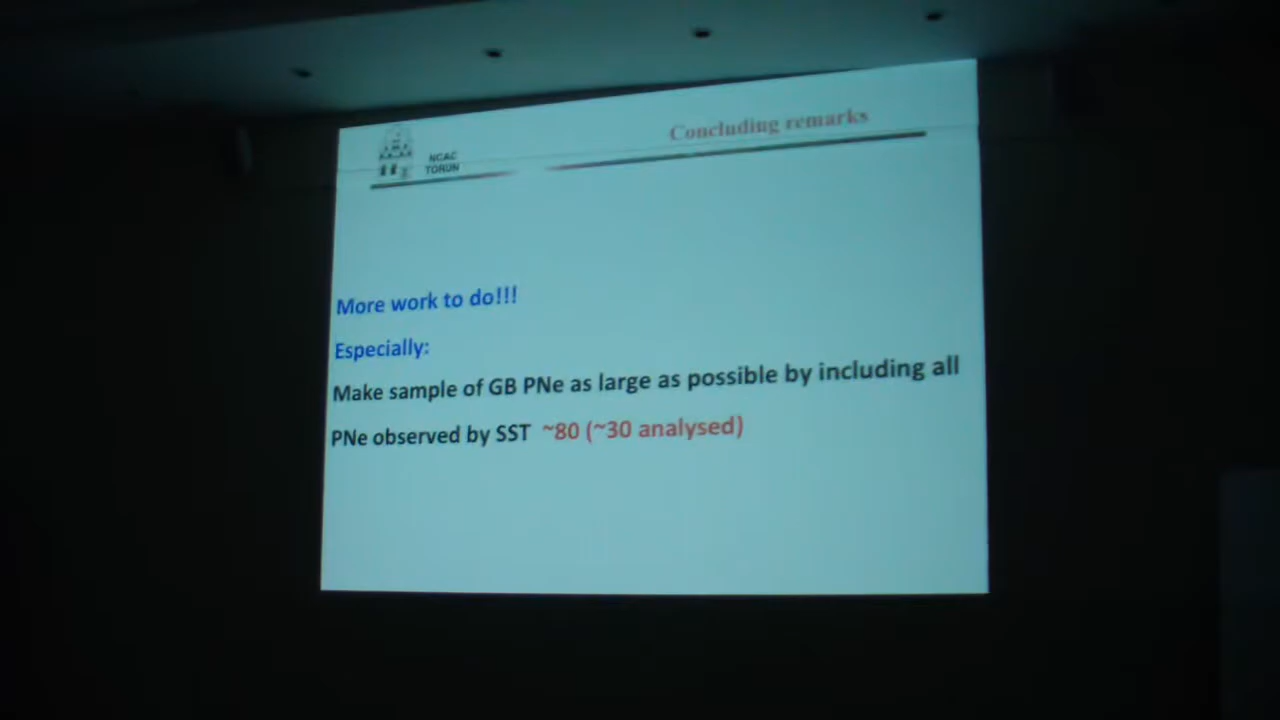 Concluding remarks
NCAC
TORUN
More work to do!!!
Especially:
Make sample of GB PNe as large as possible by including all
PNe observed by SST ~80 (~30 analysed)